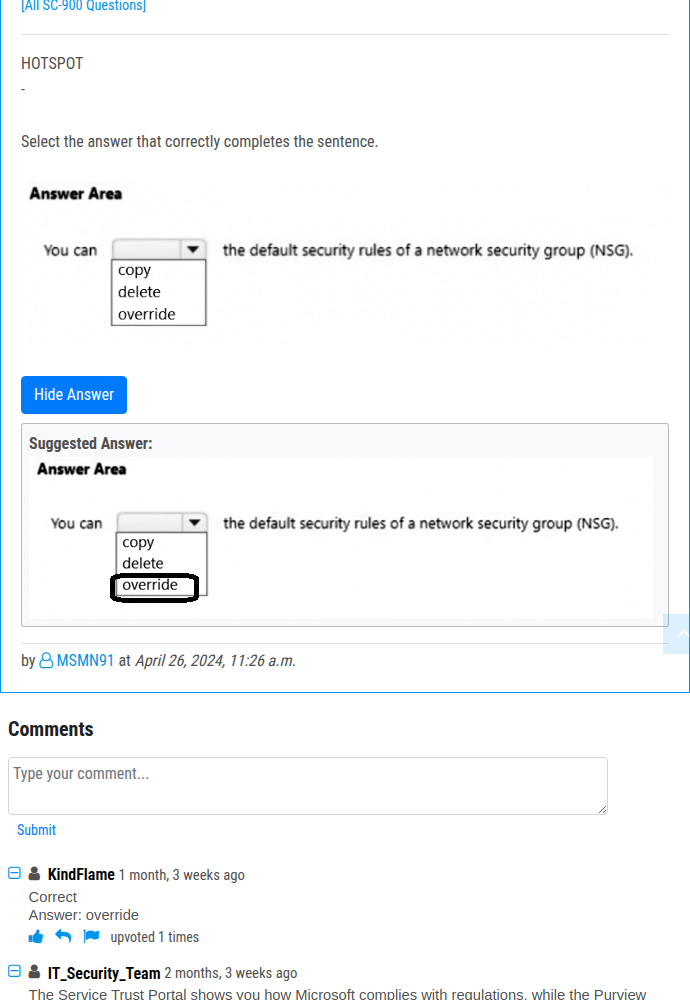 [All SC-900 Questions]
HOTSPOT
-
Select the answer that correctly completes the sentence.
Answer Area
You can the default security rules of a network security group (NSG).
copy
delete
override
Hide Answer
Suggested Answer:
Answer Area
You can the default security rules of a network security group (NSG).
copy
delete
override
by MSMN91 at April 26, 2024, 11:26 a.m.
Comments
Type your comment...
Submit
KindFlame 1 month, 3 weeks ago
Correct
Answer: override
upvoted 1 times
IT_Security_Team 2 months, 3 weeks ago
The Service Trust Portal shows you how Microsoft complies with regulations, while the Purview